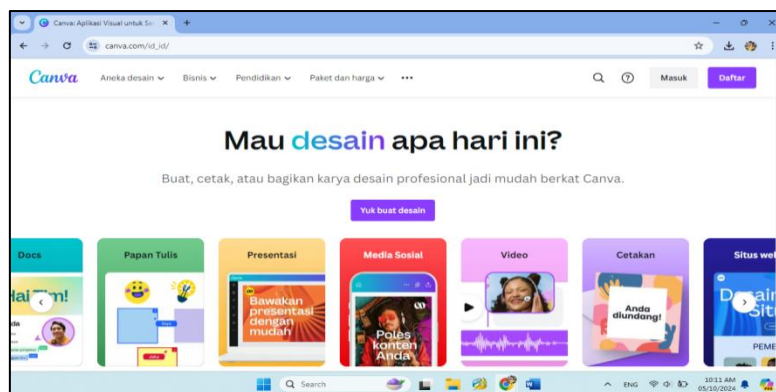 Canva: Aplikasi Visual untuk Se
canva.com/id_id/
Canva
Aneka desain
Bisnis
Pendidikan
Paket dan harga
Masuk
Daftar
Mau desain apa hari ini?
Buat, cetak, atau bagikan karya desain profesional jadi mudah berkat Canva.
Yuk buat desain
Docs
Papan Tulis
Presentasi
Media Sosial
Video
Cetakan
Situs wel
Bawakan
presentasi
dengan
mudah
Poles
konten
Anda
Anda
diundang!
PEME
Search
ENG
10:11 AM
05/10/2024